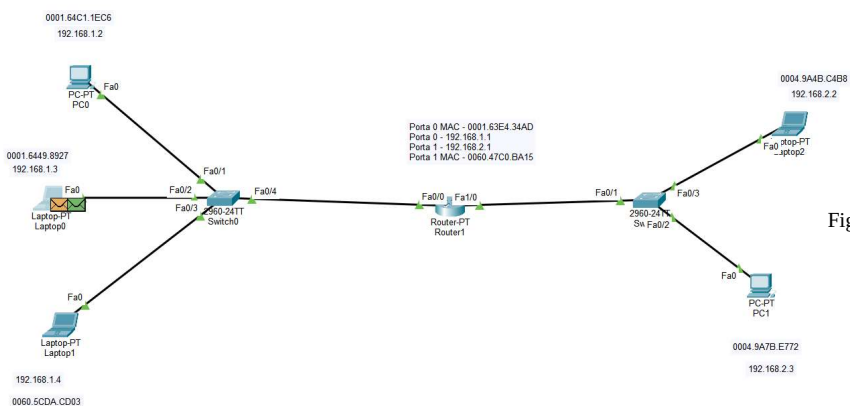 0001.64C1.1EC6
192.168.1.2
Fa0
PC-PT
PC0
0001.6449.8927
192.168.1.3
Fa0
Laptop-PT
Laptop0
Fa0/1
Fa0/2
Fa0/3
Fa0/4
2960-24TT
Switch0
Fa0
Laptop-PT
Laptop1
192.168.1.4
0060.5CDA.CD03
Porta 0 MAC - 0001.63E4.34AD
Porta 0 - 192.168.1.1
Porta 1 - 192.168.2.1
Porta 1 MAC - 0060.47C0.BA15
Fa0/0
Fa1/0
Router-PT
Router1
Fa0/1
Fa0/3
2960-24TT
Fa0/2
0004.9A4B.C4B8
192.168.2.2
Fa0
Fa0
PC-PT
PC1
0004.9A7B.E772
192.168.2.3